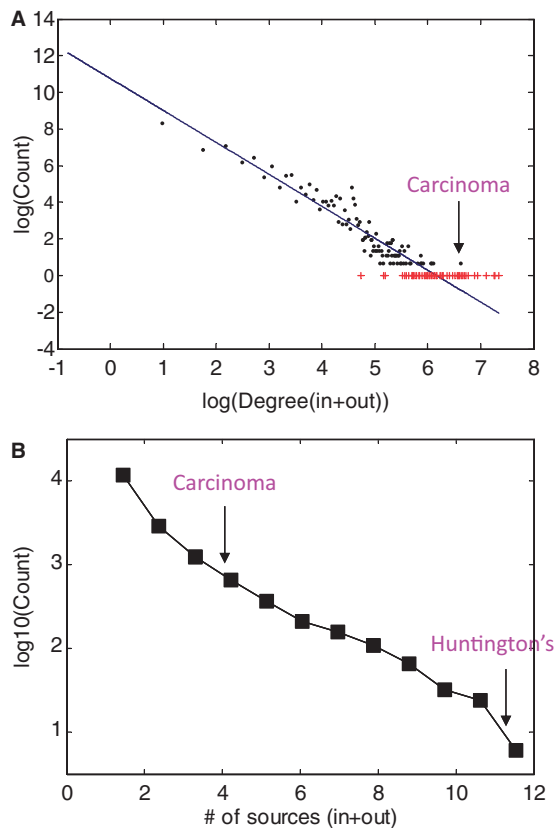 A
14
12
10
8
6
4
2
0
-2
-4
log(Count)
Carcinoma
-1 0 1 2 3 4 5 6 7 8
log(Degree(in+out))
B
4
3
2
1
log10(Count)
Carcinoma
Huntington's
0 2 4 6 8 10 12
# of sources (in+out)